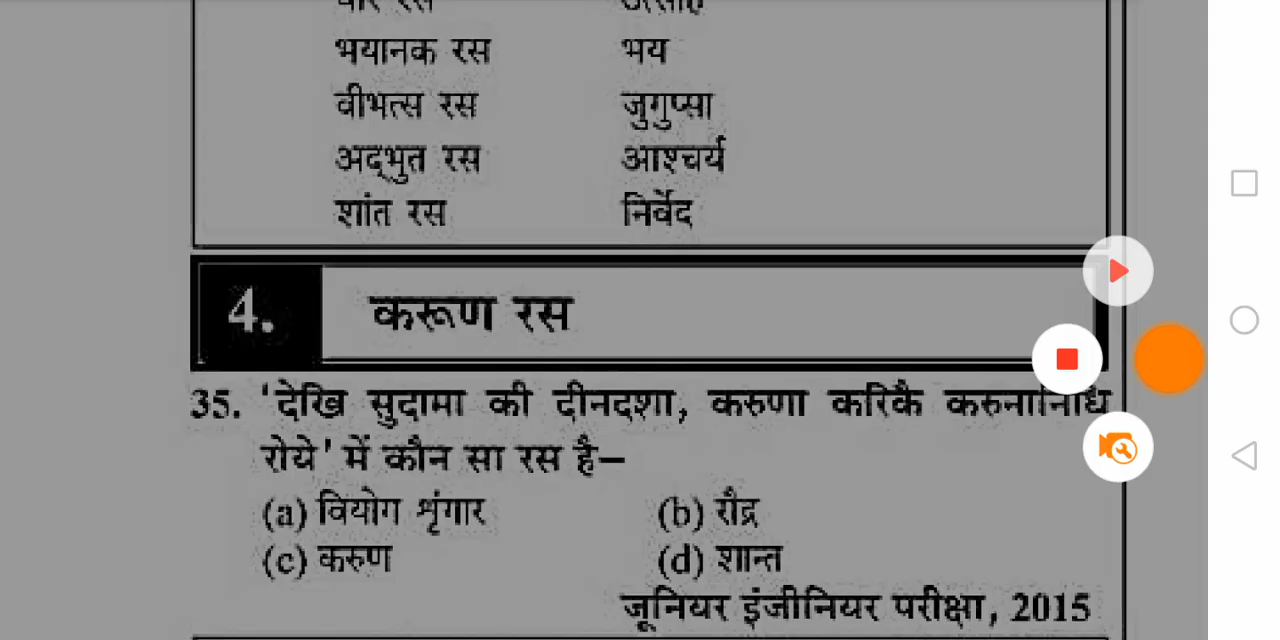 भयानक रस भय
वीभत्स रस जुगुप्सा
अद्भुत रस आश्चर्य
शांत रस निर्वेद
4. करूण रस
35. 'देखि सुदामा की दीनदशा, करुणा करिकै करुनानिधि
रोये' में कौन सा रस है–
(a) वियोग शृंगार (b) रौद्र
(c) करुण (d) शान्त
जूनियर इंजीनियर परीक्षा, 2015